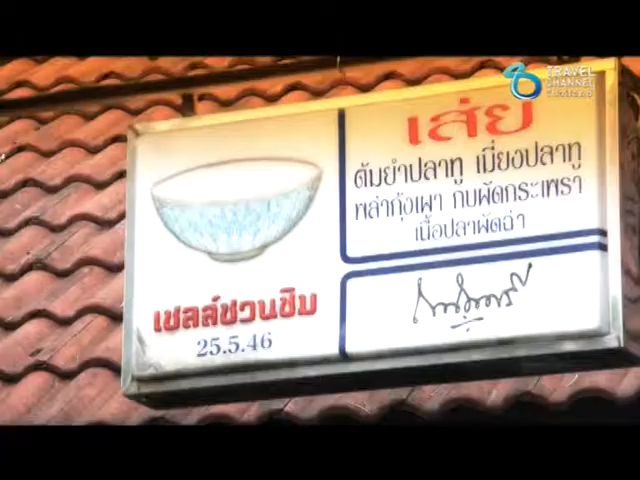 TRAVEL
CHANNEL
เสย
ต้มยำปลาทู เมี่ยงปลาทู
พล่ากุ้งเผา กบผัดกระเพรา
เนื้อปลาผัดฉ่า
เชลล์ชวนชิม
25.5.46